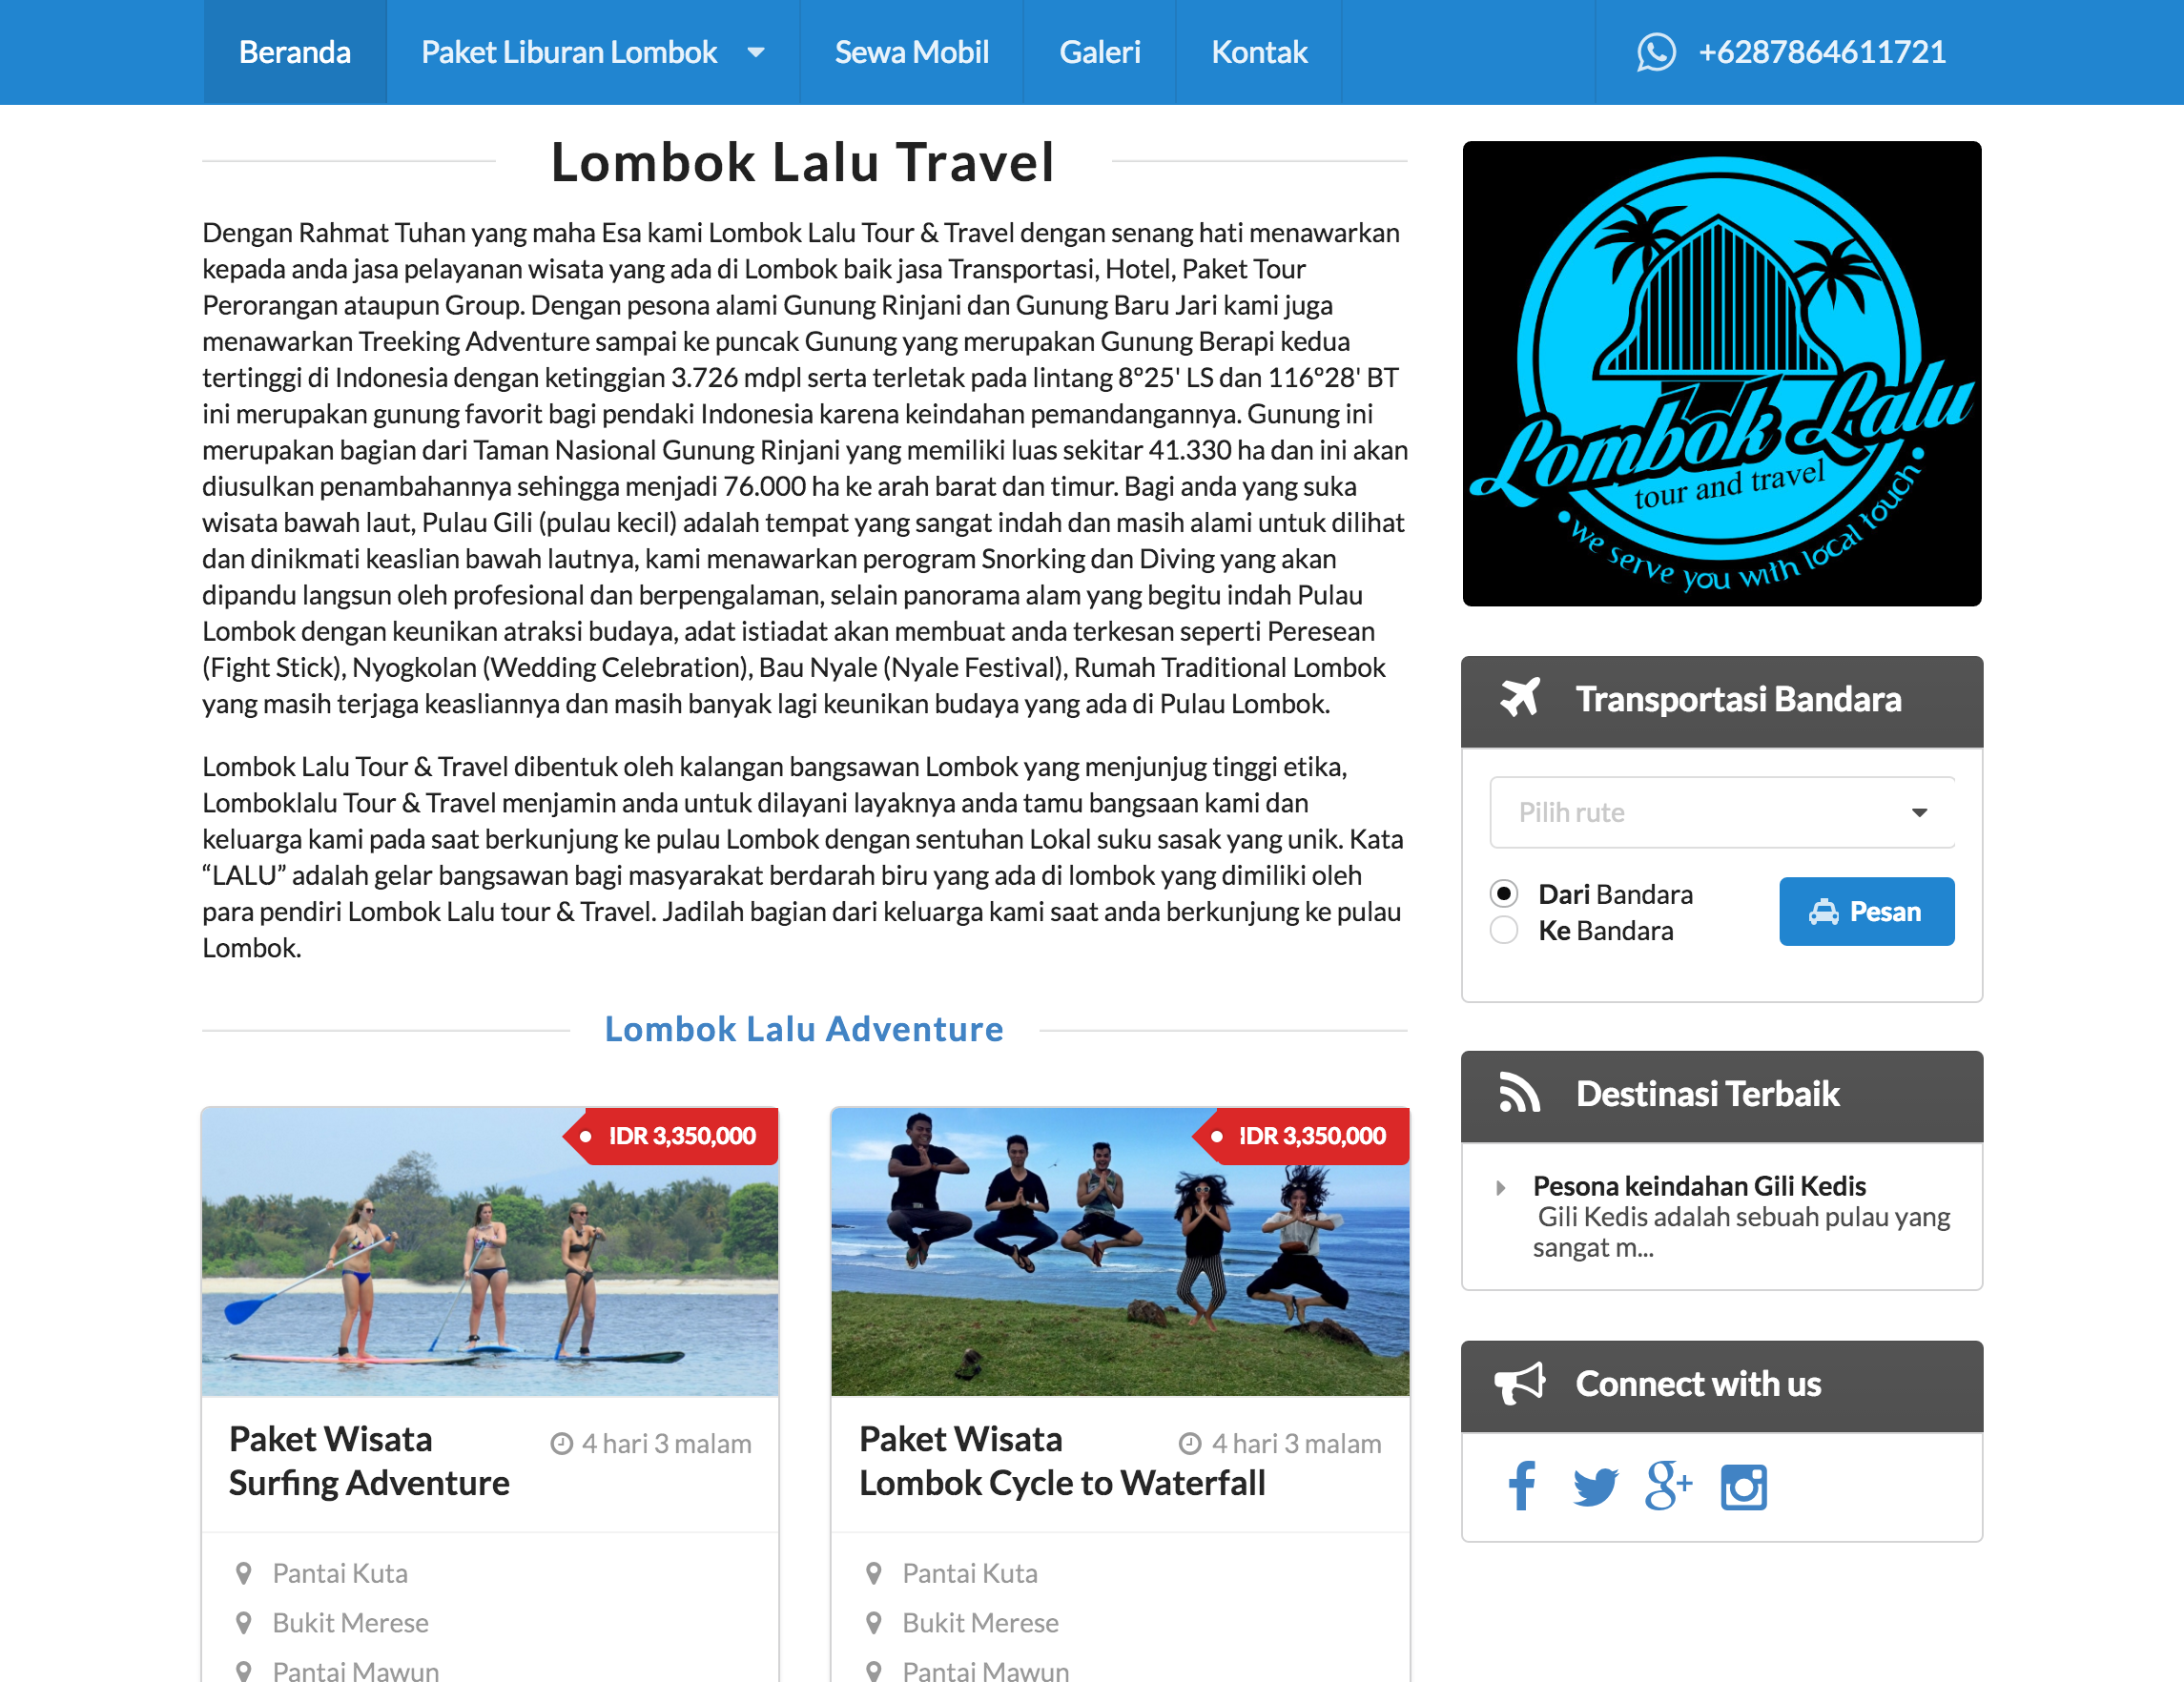 Beranda
Paket Liburan Lombok
Sewa Mobil
Galeri
Kontak
+6287864611721
Lombok Lalu Travel
Dengan Rahmat Tuhan yang maha Esa kami Lombok Lalu Tour & Travel dengan senang hati menawarkan
kepada anda jasa pelayanan wisata yang ada di Lombok baik jasa Transportasi, Hotel, Paket Tour
Perorangan ataupun Group. Dengan pesona alami Gunung Rinjani dan Gunung Baru Jari kami juga
menawarkan Treeking Adventure sampai ke puncak Gunung yang merupakan Gunung Berapi kedua
tertinggi di Indonesia dengan ketinggian 3.726 mdpl serta terletak pada lintang 8º25' LS dan 116º28' BT
ini merupakan gunung favorit bagi pendaki Indonesia karena keindahan pemandangannya. Gunung ini
merupakan bagian dari Taman Nasional Gunung Rinjani yang memiliki luas sekitar 41.330 ha dan ini akan
diusulkan penambahannya sehingga menjadi 76.000 ha ke arah barat dan timur. Bagi anda yang suka
wisata bawah laut, Pulau Gili (pulau kecil) adalah tempat yang sangat indah dan masih alami untuk dilihat
dan dinikmati keaslian bawah lautnya, kami menawarkan perogram Snorking dan Diving yang akan
dipandu langsun oleh profesional dan berpengalaman, selain panorama alam yang begitu indah Pulau
Lombok dengan keunikan atraksi budaya, adat istiadat akan membuat anda terkesan seperti Peresean
(Fight Stick), Nyogkolan (Wedding Celebration), Bau Nyale (Nyale Festival), Rumah Traditional Lombok
yang masih terjaga keasliannya dan masih banyak lagi keunikan budaya yang ada di Pulau Lombok.
Lombok Lalu Tour & Travel dibentuk oleh kalangan bangsawan Lombok yang menjunjug tinggi etika,
Lomboklalu Tour & Travel menjamin anda untuk dilayani layaknya anda tamu bangsaan kami dan
keluarga kami pada saat berkunjung ke pulau Lombok dengan sentuhan Lokal suku sasak yang unik. Kata
“LALU” adalah gelar bangsawan bagi masyarakat berdarah biru yang ada di lombok yang dimiliki oleh
para pendiri Lombok Lalu tour & Travel. Jadilah bagian dari keluarga kami saat anda berkunjung ke pulau
Lombok.
Lombok Lalu Adventure
IDR 3,350,000
Paket Wisata
Surfing Adventure
4 hari 3 malam
Pantai Kuta
Bukit Merese
Pantai Mawun
IDR 3,350,000
Paket Wisata
Lombok Cycle to Waterfall
4 hari 3 malam
Pantai Kuta
Bukit Merese
Pantai Mawun
Lombok Lalu
tour and travel
• we serve you with local touch •
Transportasi Bandara
Pilih rute
Dari Bandara
Ke Bandara
Pesan
Destinasi Terbaik
Pesona keindahan Gili Kedis
Gili Kedis adalah sebuah pulau yang
sangat m...
Connect with us